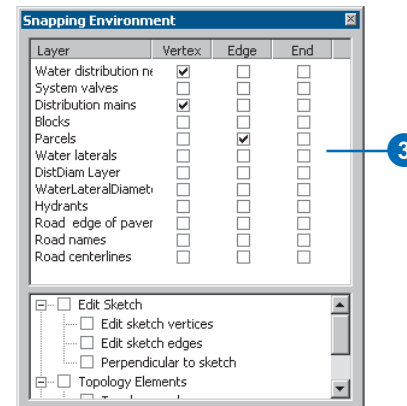 Snapping Environment
Layer Vertex Edge End
Water distribution ne
System valves
Distribution mains
Blocks
Parcels
3
Water laterals
DistDiam Layer
WaterLateralDiamet
Hydrants
Road edge of paver
Road names
Road centerlines
Edit Sketch
Edit sketch vertices
Edit sketch edges
Perpendicular to sketch
Topology Elements